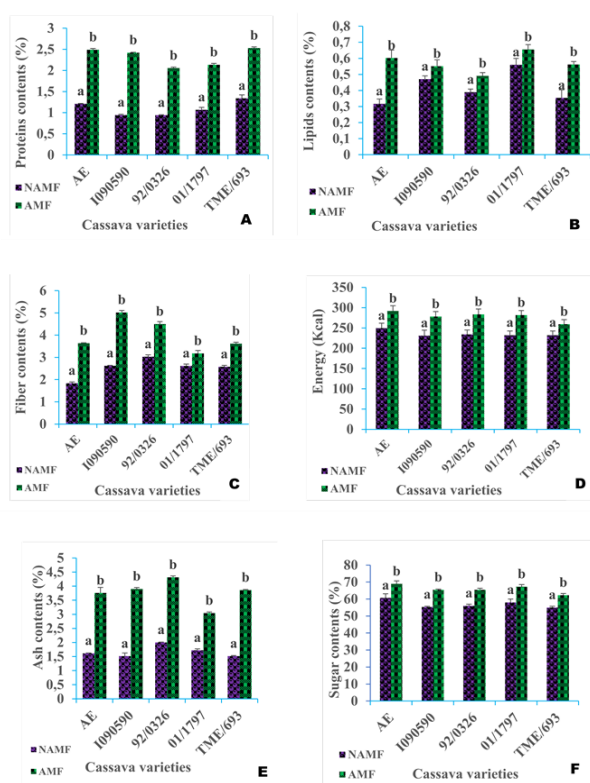 3
2,5
2
1,5
1
0,5
0
Proteins contents (%)
a b a b a b a b a b
AE I090590 92/0326 01/1797 TME/693
NAMF
AMF
Cassava varieties
A
0,8
0,7
0,6
0,5
0,4
0,3
0,2
0,1
0
Lipids contents (%)
a b a b a b a b a b
AE I090590 92/0326 01/1797 TME/693
NAMF
AMF
Cassava varieties
B
6
5
4
3
2
1
0
Fiber contents (%)
a b a b a b a b a b
AE I090590 92/0326 01/1797 TME/693
NAMF
AMF
Cassava varieties
C
350
300
250
200
150
100
50
0
Energy (Kcal)
a b a b a b a b a b
AE I090590 92/0326 01/1797 TME/693
NAMF
AMF
Cassava varieties
D
4,5
4
3,5
3
2,5
2
1,5
1
0,5
0
Ash contents (%)
a b a b a b a b a b
AE I090590 92/0326 01/1797 TME/693
NAMF
AMF
Cassava varieties
E
80
70
60
50
40
30
20
10
0
Sugar contents (%)
a b a b a b a b a b
AE I090590 92/0326 01/1797 TME/693
NAMF
AMF
Cassava varieties
F